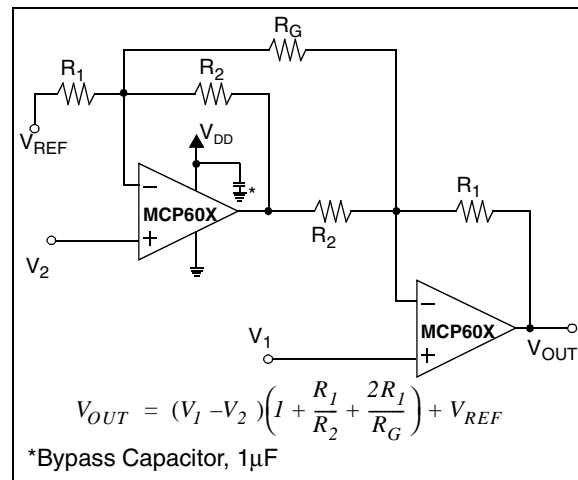 R_G
R_1
R_2
V_DD
V_REF
*
R_1
−
MCP60X
+
R_2
V_2
−
MCP60X
+
V_1
V_OUT
V_OUT = (V_1 –V_2 )(1 + R_1/R_2 + 2R_1/R_G) + V_REF
*Bypass Capacitor, 1µF